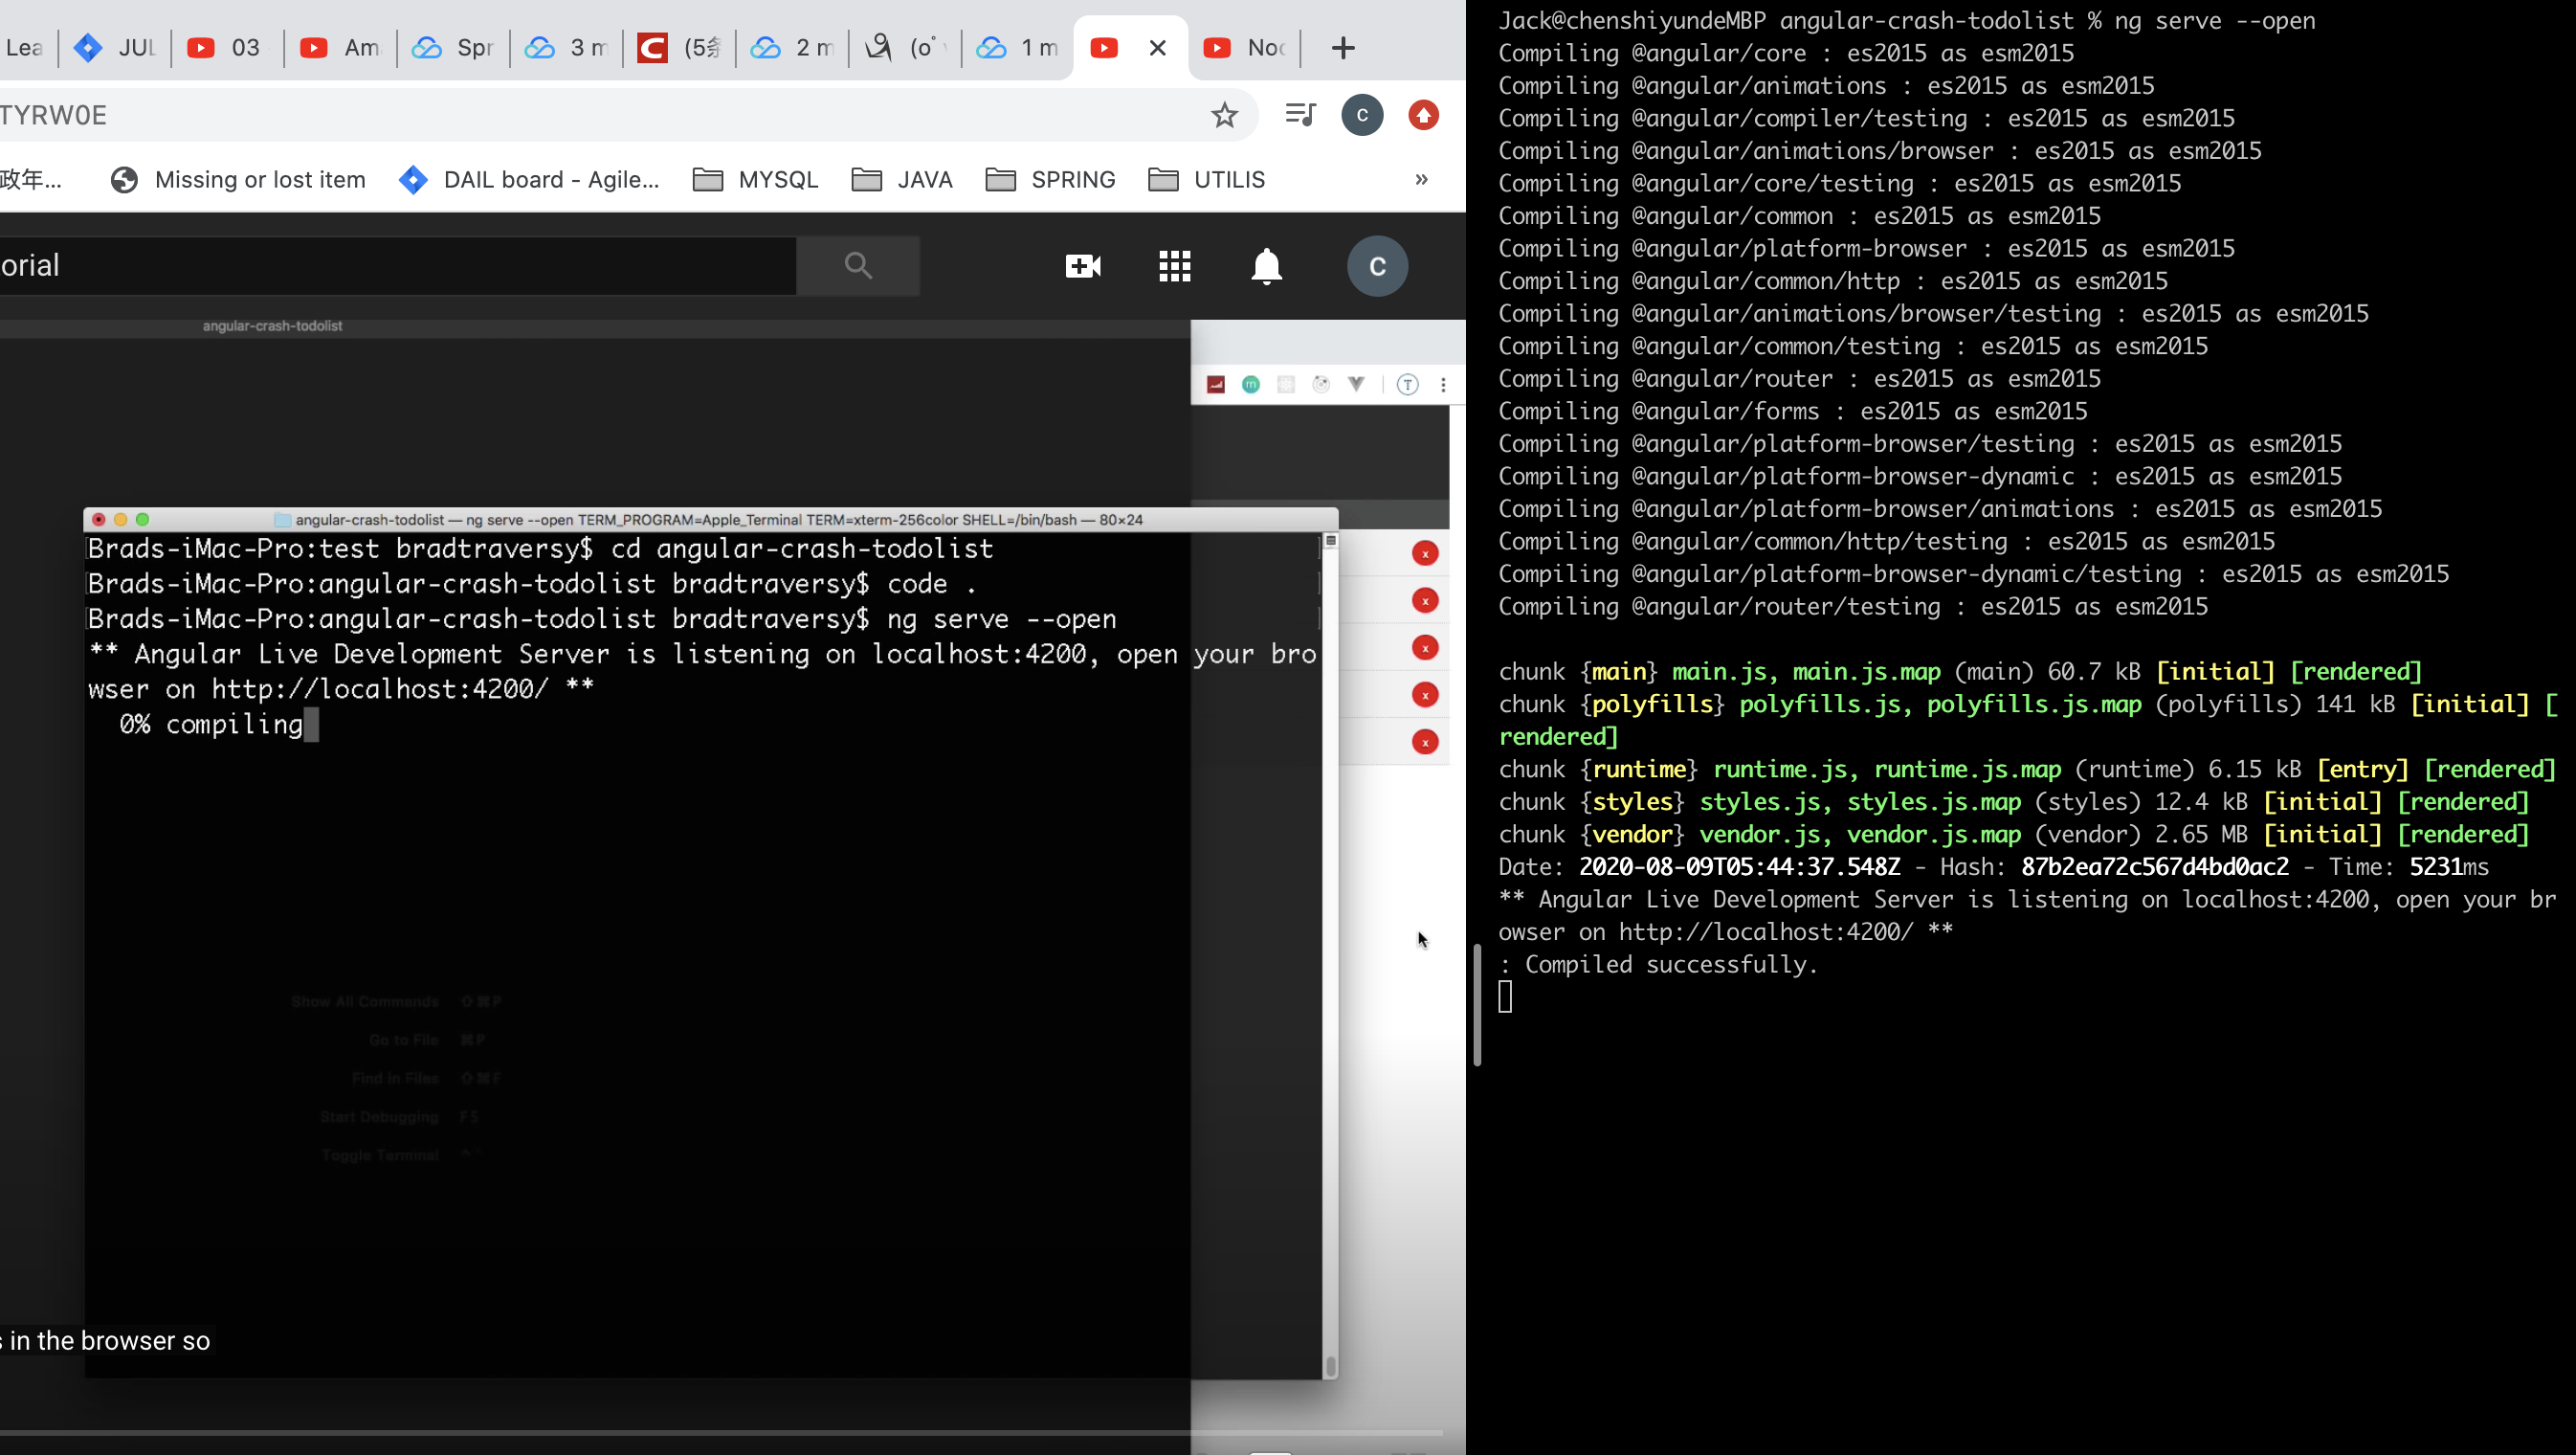 Lea JUL 03 Am Spr 3 m (5条 2 m (o° 1 m Noc
TYRW0E C
政年... Missing or lost item DAIL board - Agile... MYSQL JAVA SPRING UTILIS »
orial C
angular-crash-todolist
m T
angular-crash-todolist — ng serve --open TERM_PROGRAM=Apple_Terminal TERM=xterm-256color SHELL=/bin/bash — 80×24
Brads-iMac-Pro:test bradtraversy$ cd angular-crash-todolist
Brads-iMac-Pro:angular-crash-todolist bradtraversy$ code .
Brads-iMac-Pro:angular-crash-todolist bradtraversy$ ng serve --open
** Angular Live Development Server is listening on localhost:4200, open your bro
wser on http://localhost:4200/ **
0% compiling
x
x
x
x
x
Show All Commands ⇧⌘P
Go to File ⌘P
Find in Files ⇧⌘F
Start Debugging F5
Toggle Terminal
s in the browser so
Jack@chenshiyundeMBP angular-crash-todolist % ng serve --open
Compiling @angular/core : es2015 as esm2015
Compiling @angular/animations : es2015 as esm2015
Compiling @angular/compiler/testing : es2015 as esm2015
Compiling @angular/animations/browser : es2015 as esm2015
Compiling @angular/core/testing : es2015 as esm2015
Compiling @angular/common : es2015 as esm2015
Compiling @angular/platform-browser : es2015 as esm2015
Compiling @angular/common/http : es2015 as esm2015
Compiling @angular/animations/browser/testing : es2015 as esm2015
Compiling @angular/common/testing : es2015 as esm2015
Compiling @angular/router : es2015 as esm2015
Compiling @angular/forms : es2015 as esm2015
Compiling @angular/platform-browser/testing : es2015 as esm2015
Compiling @angular/platform-browser-dynamic : es2015 as esm2015
Compiling @angular/platform-browser/animations : es2015 as esm2015
Compiling @angular/common/http/testing : es2015 as esm2015
Compiling @angular/platform-browser-dynamic/testing : es2015 as esm2015
Compiling @angular/router/testing : es2015 as esm2015
chunk {main} main.js, main.js.map (main) 60.7 kB [initial] [rendered]
chunk {polyfills} polyfills.js, polyfills.js.map (polyfills) 141 kB [initial] [
rendered]
chunk {runtime} runtime.js, runtime.js.map (runtime) 6.15 kB [entry] [rendered]
chunk {styles} styles.js, styles.js.map (styles) 12.4 kB [initial] [rendered]
chunk {vendor} vendor.js, vendor.js.map (vendor) 2.65 MB [initial] [rendered]
Date: 2020-08-09T05:44:37.548Z - Hash: 87b2ea72c567d4bd0ac2 - Time: 5231ms
** Angular Live Development Server is listening on localhost:4200, open your br
owser on http://localhost:4200/ **
: Compiled successfully.